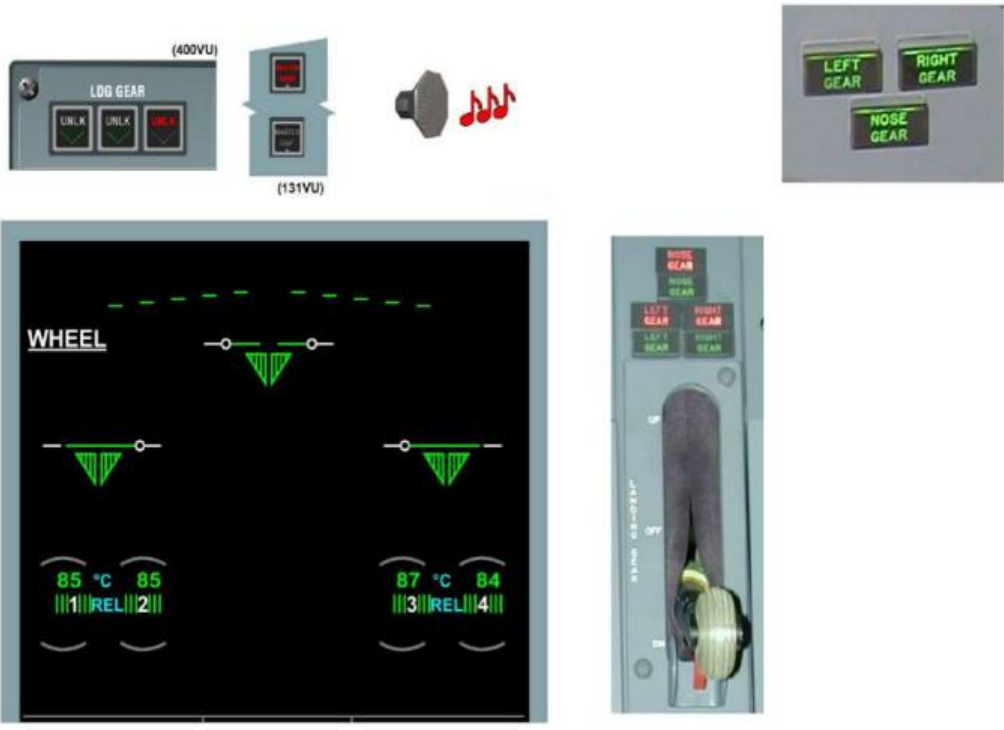 (400VU)
LDG GEAR
UNLK UNLK UNLK
(131VU)
LEFT
GEAR
RIGHT
GEAR
NOSE
GEAR
WHEEL
85 °C 85
1 REL 2
87 °C 84
3 REL 4
NOSE
GEAR
NOSE
GEAR
LEFT
GEAR
RIGHT
GEAR
LEFT
GEAR
RIGHT
GEAR
UP
LANDING GEAR
OFF
DN